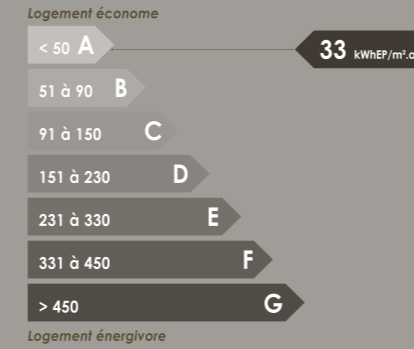 Logement économe
< 50 A
33 kWhEP/m².a
51 à 90 B
91 à 150 C
151 à 230 D
231 à 330 E
331 à 450 F
> 450 G
Logement énergivore